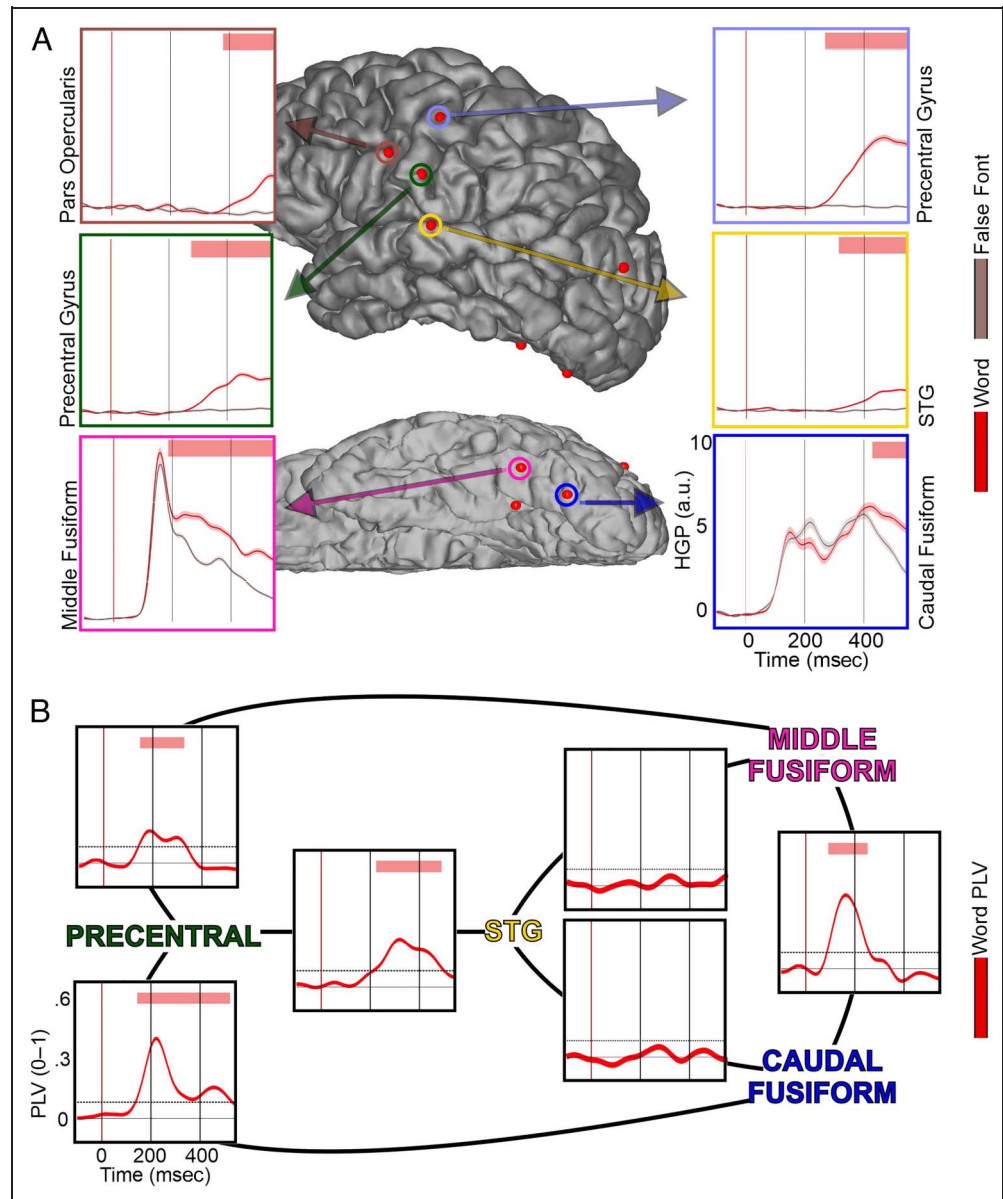 A
Pars Opercularis
Precentral Gyrus
Precentral Gyrus
STG
Middle Fusiform
Caudal Fusiform
False Font
Word
10
5
0
HGP (a.u.)
0 200 400
Time (msec)
B
MIDDLE
FUSIFORM
PRECENTRAL
STG
CAUDAL
FUSIFORM
Word PLV
.6
.3
0
PLV (0–1)
0 200 400
Time (msec)